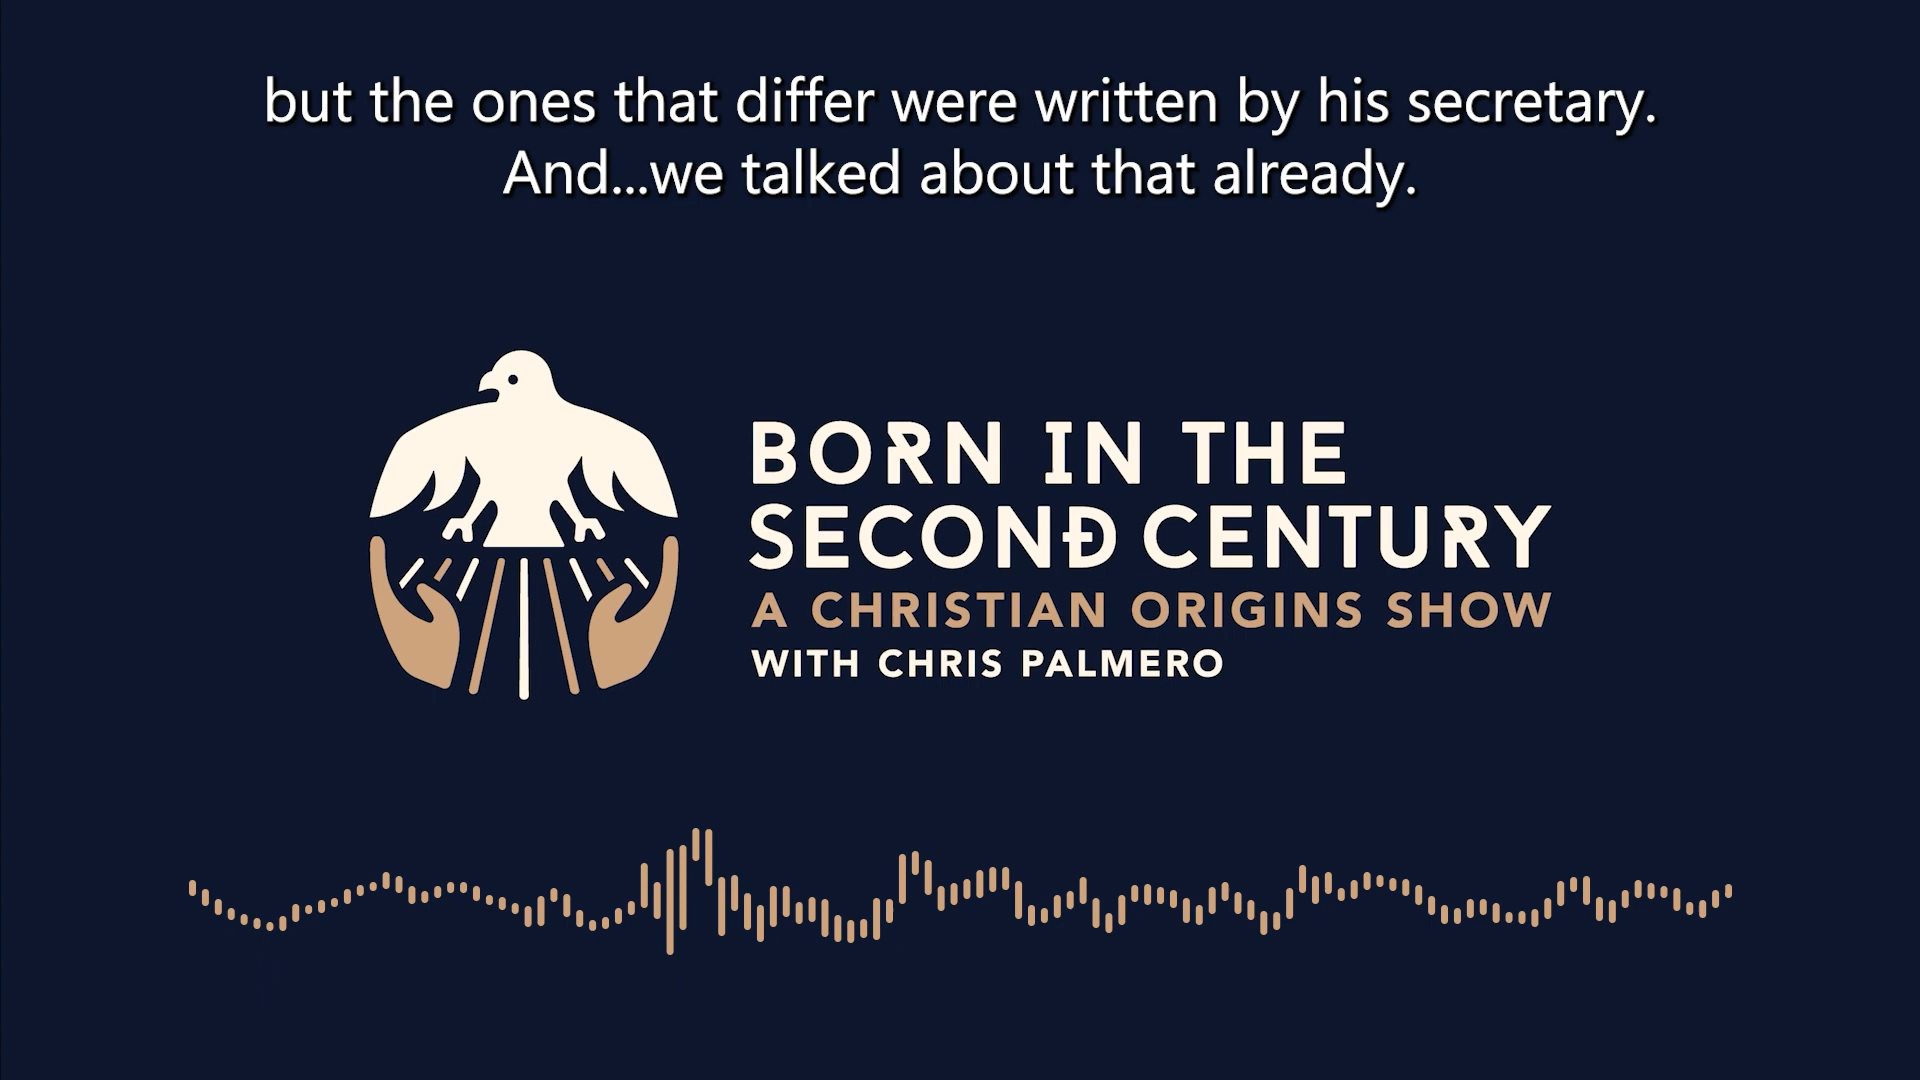 but the ones that differ were written by his secretary.
And...we talked about that already.
BORN IN THE
SECOND CENTURY
A CHRISTIAN ORIGINS SHOW
WITH CHRIS PALMERO